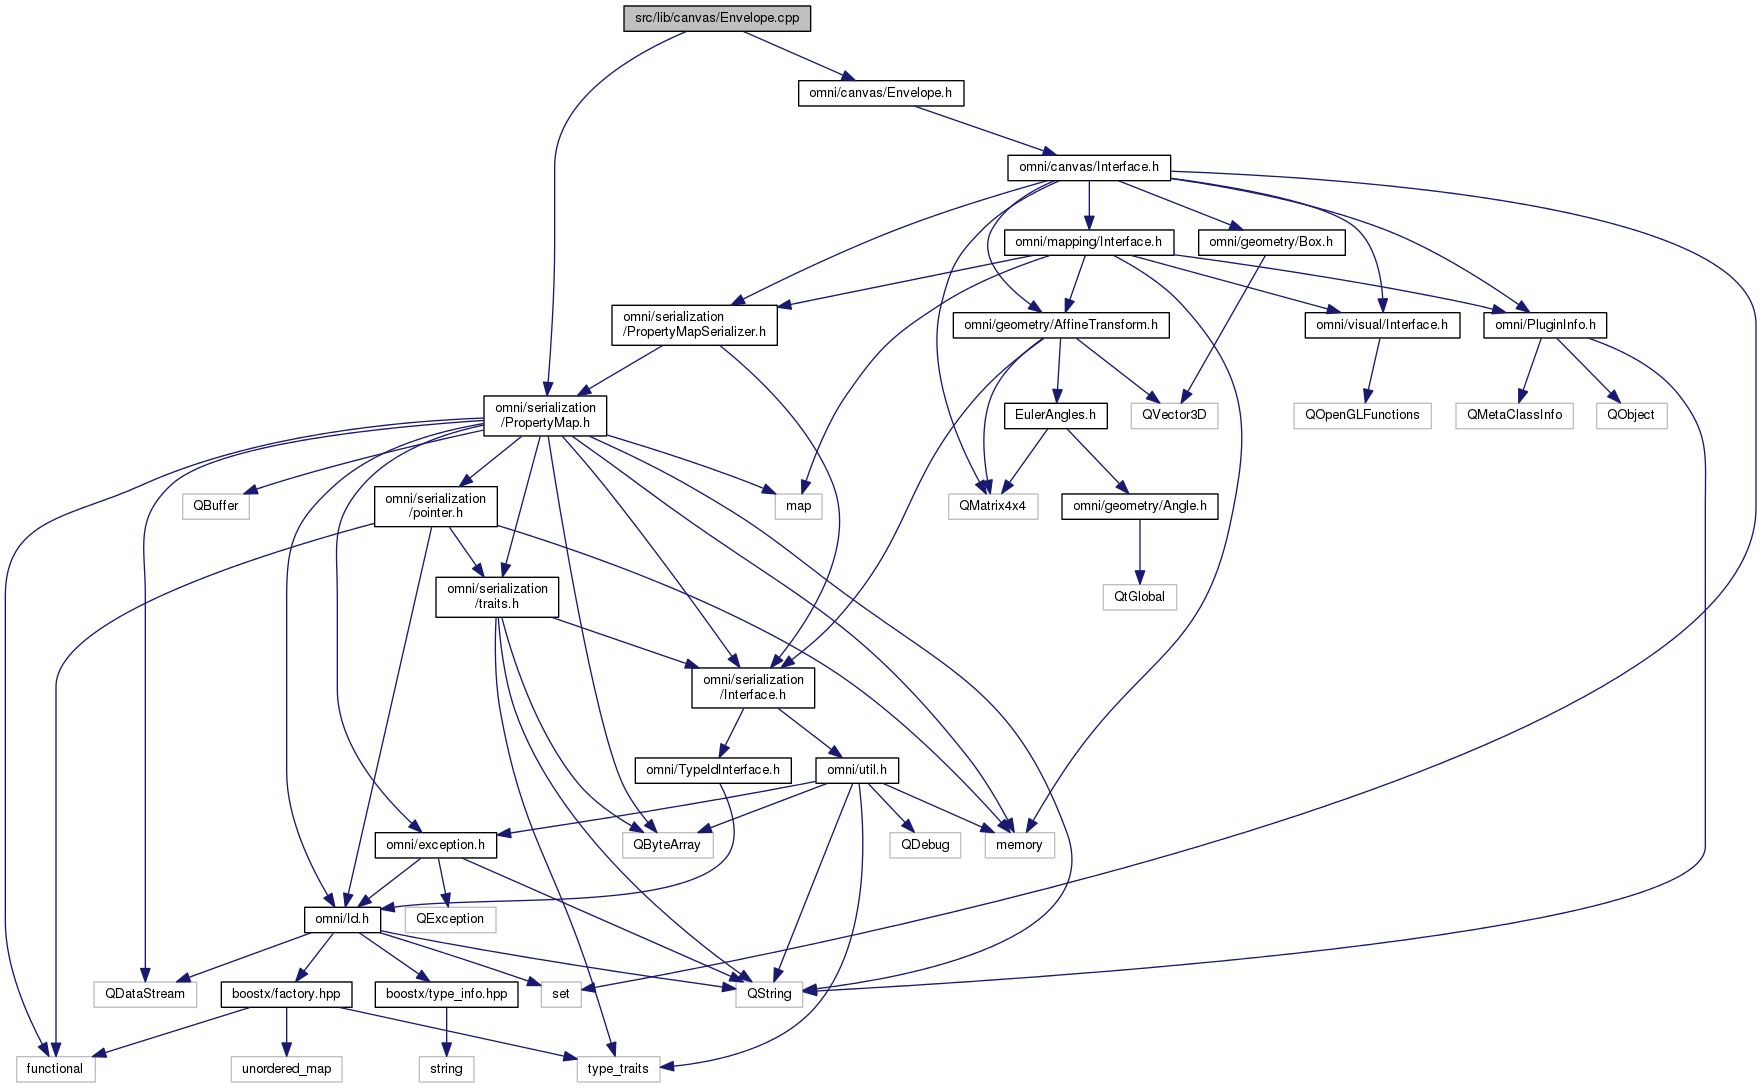 src/lib/canvas/Envelope.cpp
omni/canvas/Envelope.h
omni/canvas/Interface.h
omni/mapping/Interface.h
omni/geometry/Box.h
omni/serialization
/PropertyMapSerializer.h
omni/geometry/AffineTransform.h
omni/visual/Interface.h
omni/PluginInfo.h
omni/serialization
/PropertyMap.h
EulerAngles.h
QVector3D
QOpenGLFunctions
QMetaClassInfo
QObject
QBuffer
omni/serialization
/pointer.h
map
QMatrix4x4
omni/geometry/Angle.h
omni/serialization
/traits.h
QtGlobal
omni/serialization
/Interface.h
omni/TypeIdInterface.h
omni/util.h
omni/exception.h
QByteArray
QDebug
memory
omni/Id.h
QException
QDataStream
boostx/factory.hpp
boostx/type_info.hpp
set
QString
functional
unordered_map
string
type_traits